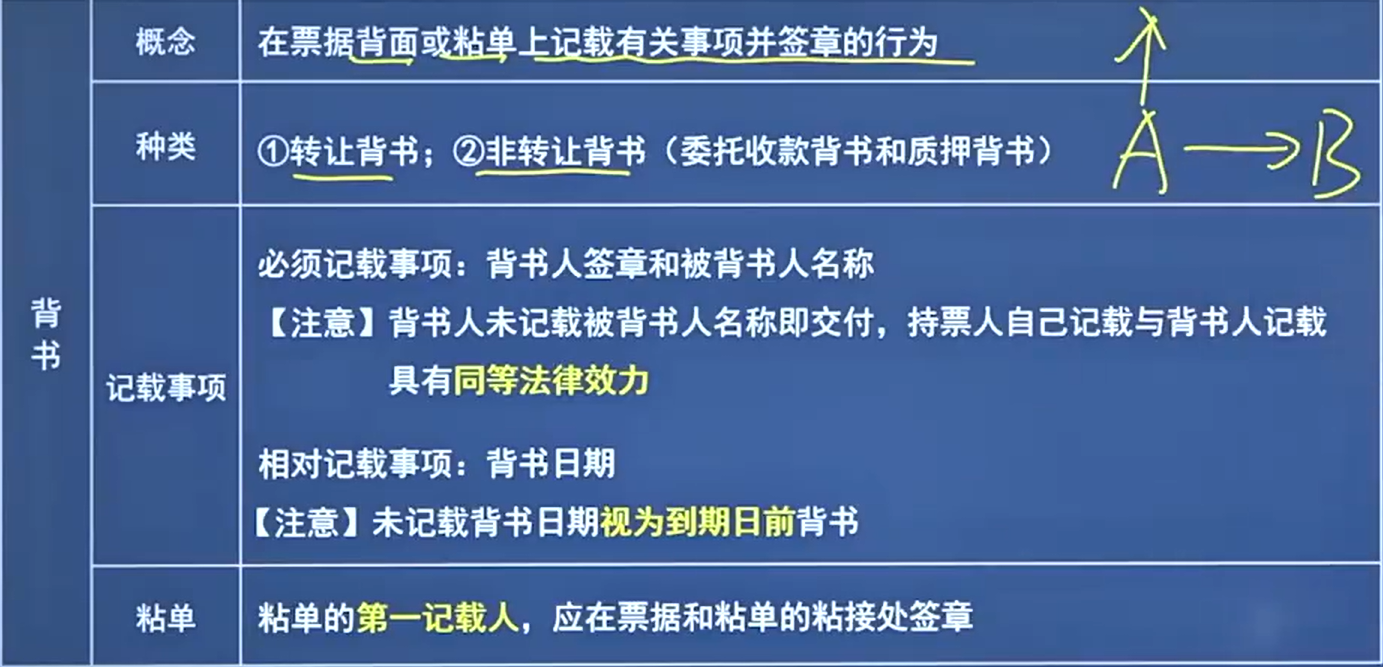 背书
概念
在票据背面或粘单上记载有关事项并签章的行为
种类
①转让背书；②非转让背书（委托收款背书和质押背书）
A → B
记载事项
必须记载事项：背书人签章和被背书人名称
【注意】背书人未记载被背书人名称即交付，持票人自己记载与背书人记载
具有同等法律效力
相对记载事项：背书日期
【注意】未记载背书日期视为到期日前背书
粘单
粘单的第一记载人，应在票据和粘单的粘接处签章